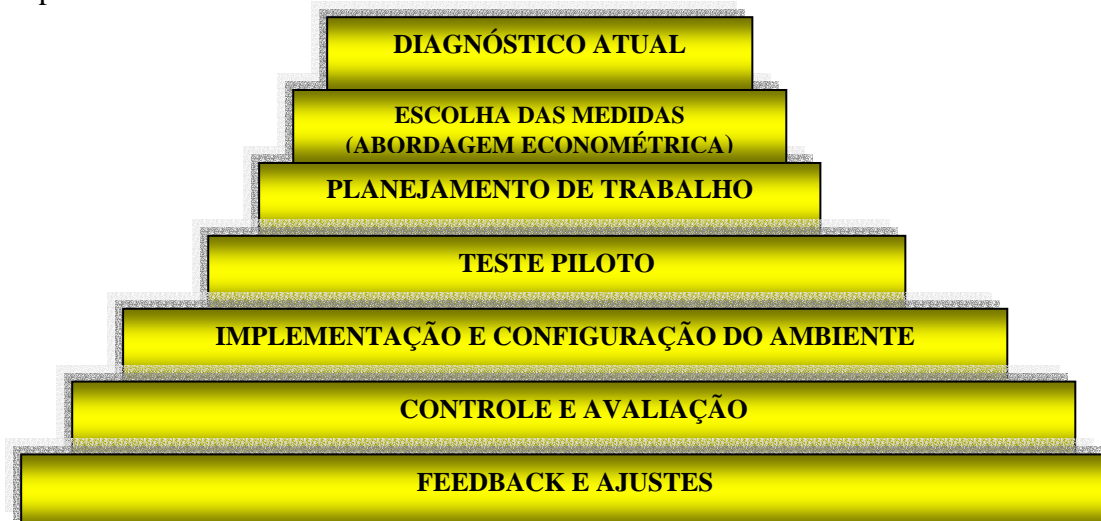 DIAGNÓSTICO ATUAL
ESCOLHA DAS MEDIDAS
(ABORDAGEM ECONOMÉTRICA)
PLANEJAMENTO DE TRABALHO
TESTE PILOTO
IMPLEMENTAÇÃO E CONFIGURAÇÃO DO AMBIENTE
CONTROLE E AVALIAÇÃO
FEEDBACK E AJUSTES